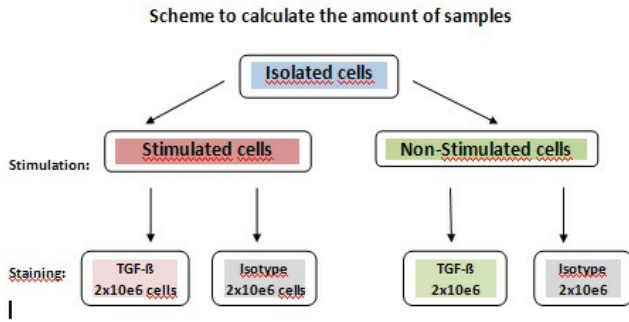 Scheme to calculate the amount of samples
Isolated cells
Stimulation:
Stimulated cells
Non-Stimulated cells
Staining:
TGF-ß
2x10e6 cells
Isotype
2x10e6 cells
TGF-ß
2x10e6
Isotype
2x10e6